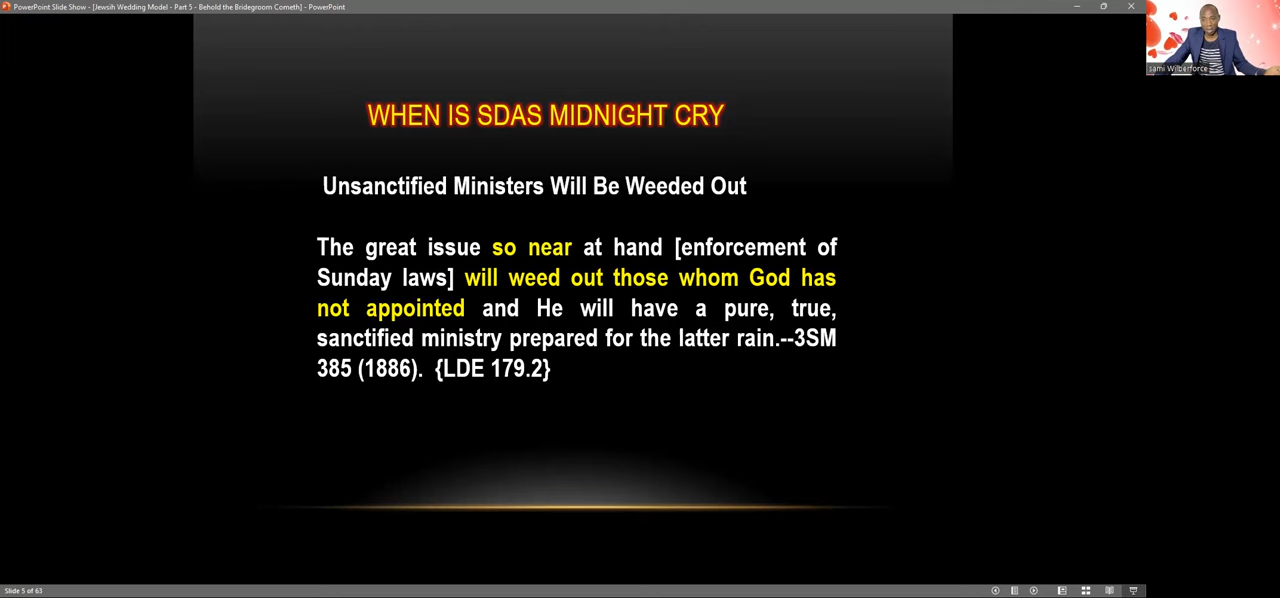 PowerPoint Slide Show - [Jewsih Wedding Model - Part 5 - Behold the Bridegroom Cometh] - PowerPoint
sami Wilberforce
WHEN IS SDAS MIDNIGHT CRY
Unsanctified Ministers Will Be Weeded Out
The great issue so near at hand [enforcement of
Sunday laws] will weed out those whom God has
not appointed and He will have a pure, true,
sanctified ministry prepared for the latter rain.--3SM
385 (1886). {LDE 179.2}
Slide 5 of 63